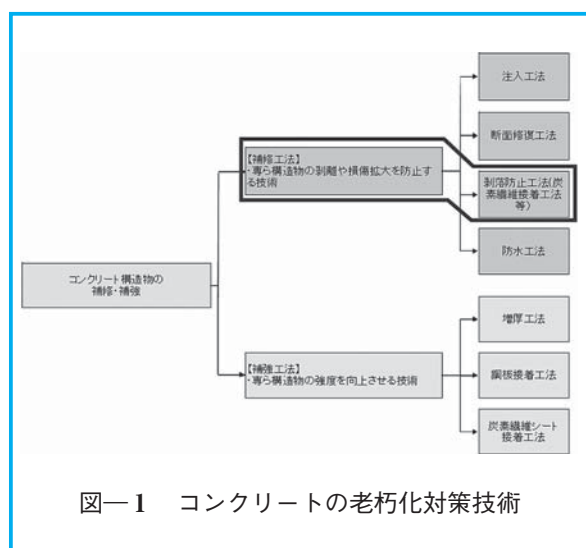 注入工法
断面修復工法
【補修工法】
・専ら構造物の剥離や損傷拡大を防止す
る技術
剥落防止工法(炭
素繊維接着工法
等)
防水工法
コンクリート構造物の
補修・補強
増厚工法
【補強工法】
・専ら構造物の強度を向上させる技術
鋼板接着工法
炭素繊維シート
接着工法
図―1 コンクリートの老朽化対策技術